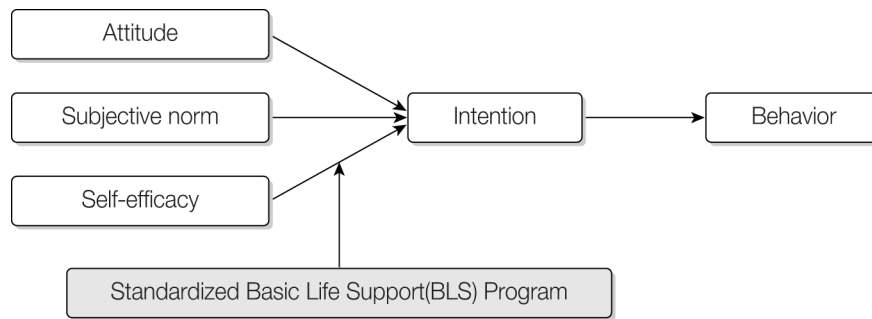 Attitude
Subjective norm
Intention
Behavior
Self-efficacy
Standardized Basic Life Support(BLS) Program